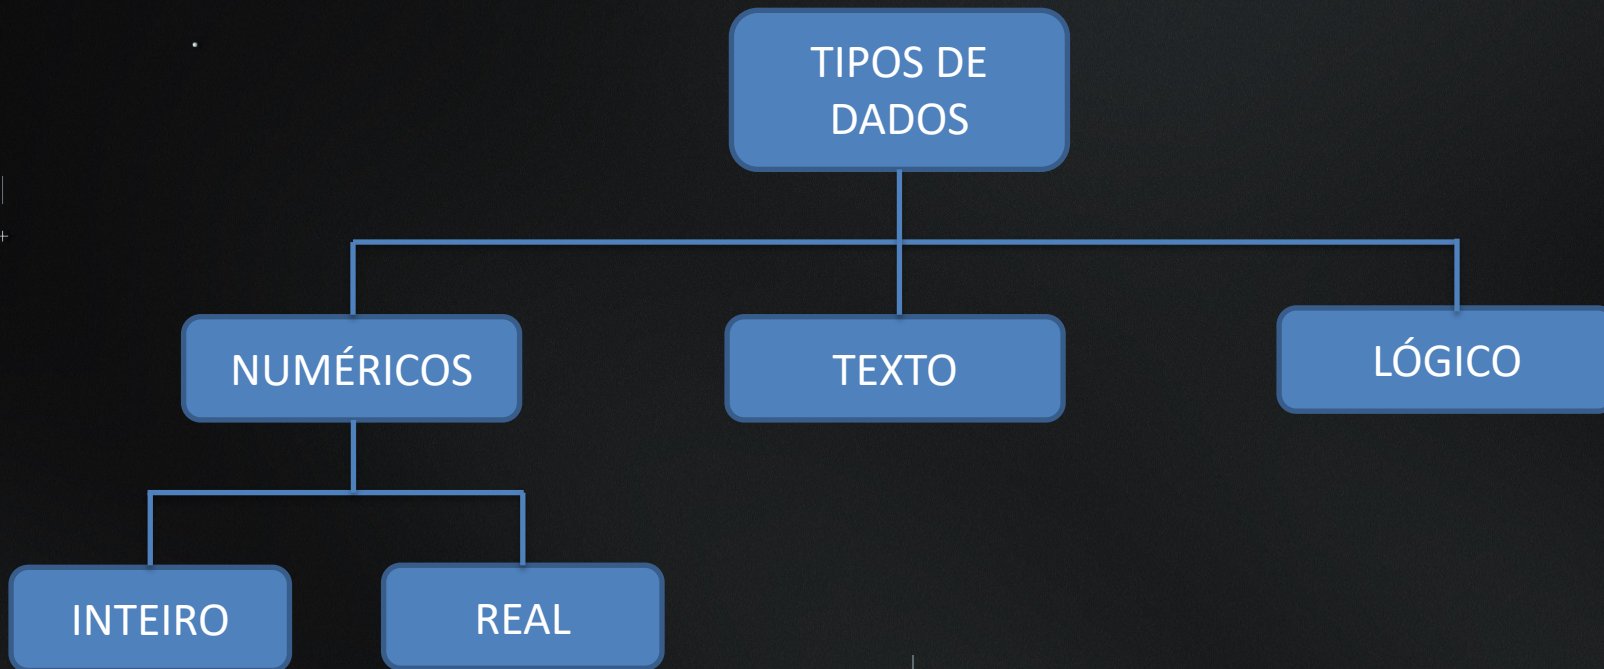 TIPOS DE
DADOS
NUMÉRICOS
TEXTO
LÓGICO
INTEIRO
REAL